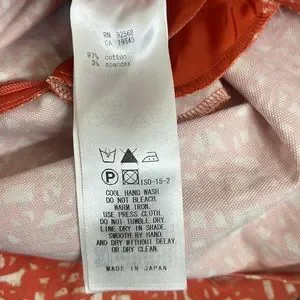 RN 92560
CA 19843
97% cotton
3% spandex
P
ISO-15-2
COOL HAND WASH.
DO NOT BLEACH.
WARM IRON.
USE PRESS CLOTH.
DO NOT TUMBLE DRY.
LINE DRY IN SHADE.
SMOOTH BY HAND
AND DRY WITHOUT DELAY.
OR DRY CLEAN.
MADE IN JAPAN